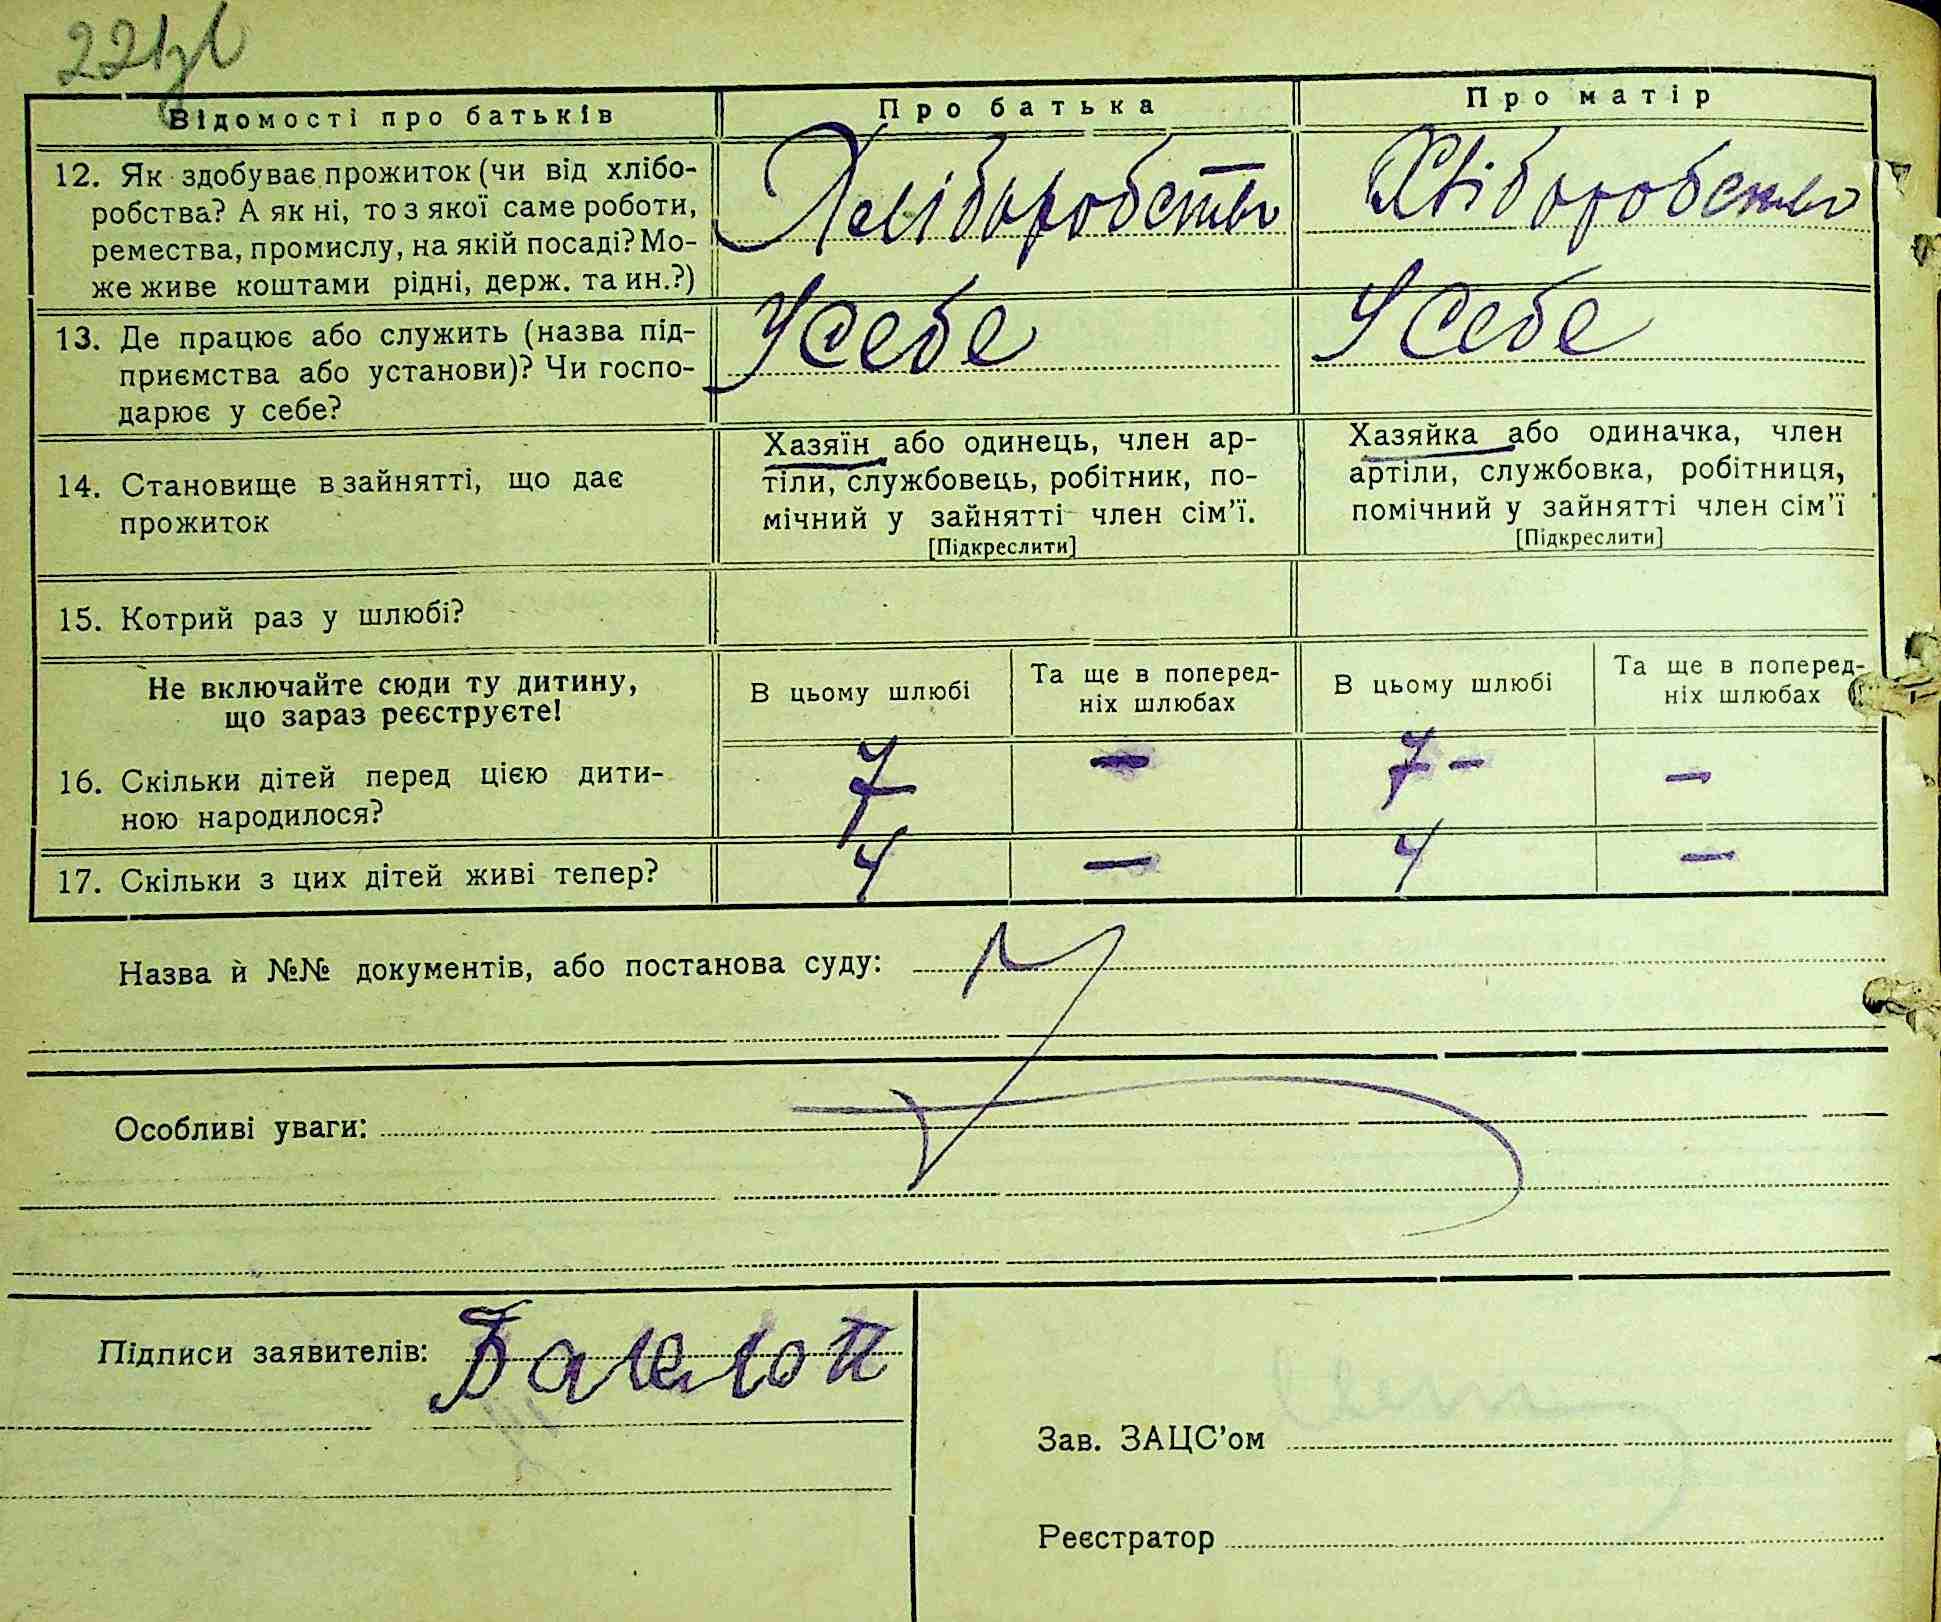 Відомості про батьків
Про батька
Про матір
12. Як здобуває прожиток (чи від хлібо-
робства? А як ні, то з якої саме роботи,
ремества, промислу, на якій посаді? Мо-
же живе коштами рідні, держ. та ин.?)
Хліборобство
Хліборобство
13. Де працює або служить (назва під-
приємства або установи)? Чи госпо-
дарює у себе?
У себе
У себе
14. Становище в зайнятті, що дає
прожиток
Хазяїн або одинець, член ар-
тіли, службовець, робітник, по-
мічний у зайнятті член сім’ї.
[Підкреслити]
Хазяйка або одиначка, член
артіли, службовка, робітниця,
помічний у зайнятті член сім’ї
[Підкреслити]
15. Котрий раз у шлюбі?
Не включайте сюди ту дитину,
що зараз реєструєте!
В цьому шлюбі
Та ще в поперед-
ніх шлюбах
В цьому шлюбі
Та ще в поперед-
ніх шлюбах
16. Скільки дітей перед цією дити-
ною народилося?
7 — 7 — —
17. Скільки з цих дітей живі тепер?
4 — 4 —
Назва й №№ документів, або постанова суду:
Особливі уваги:
Підписи заявителів:
Зав. ЗАЦС’ом
Реєстратор